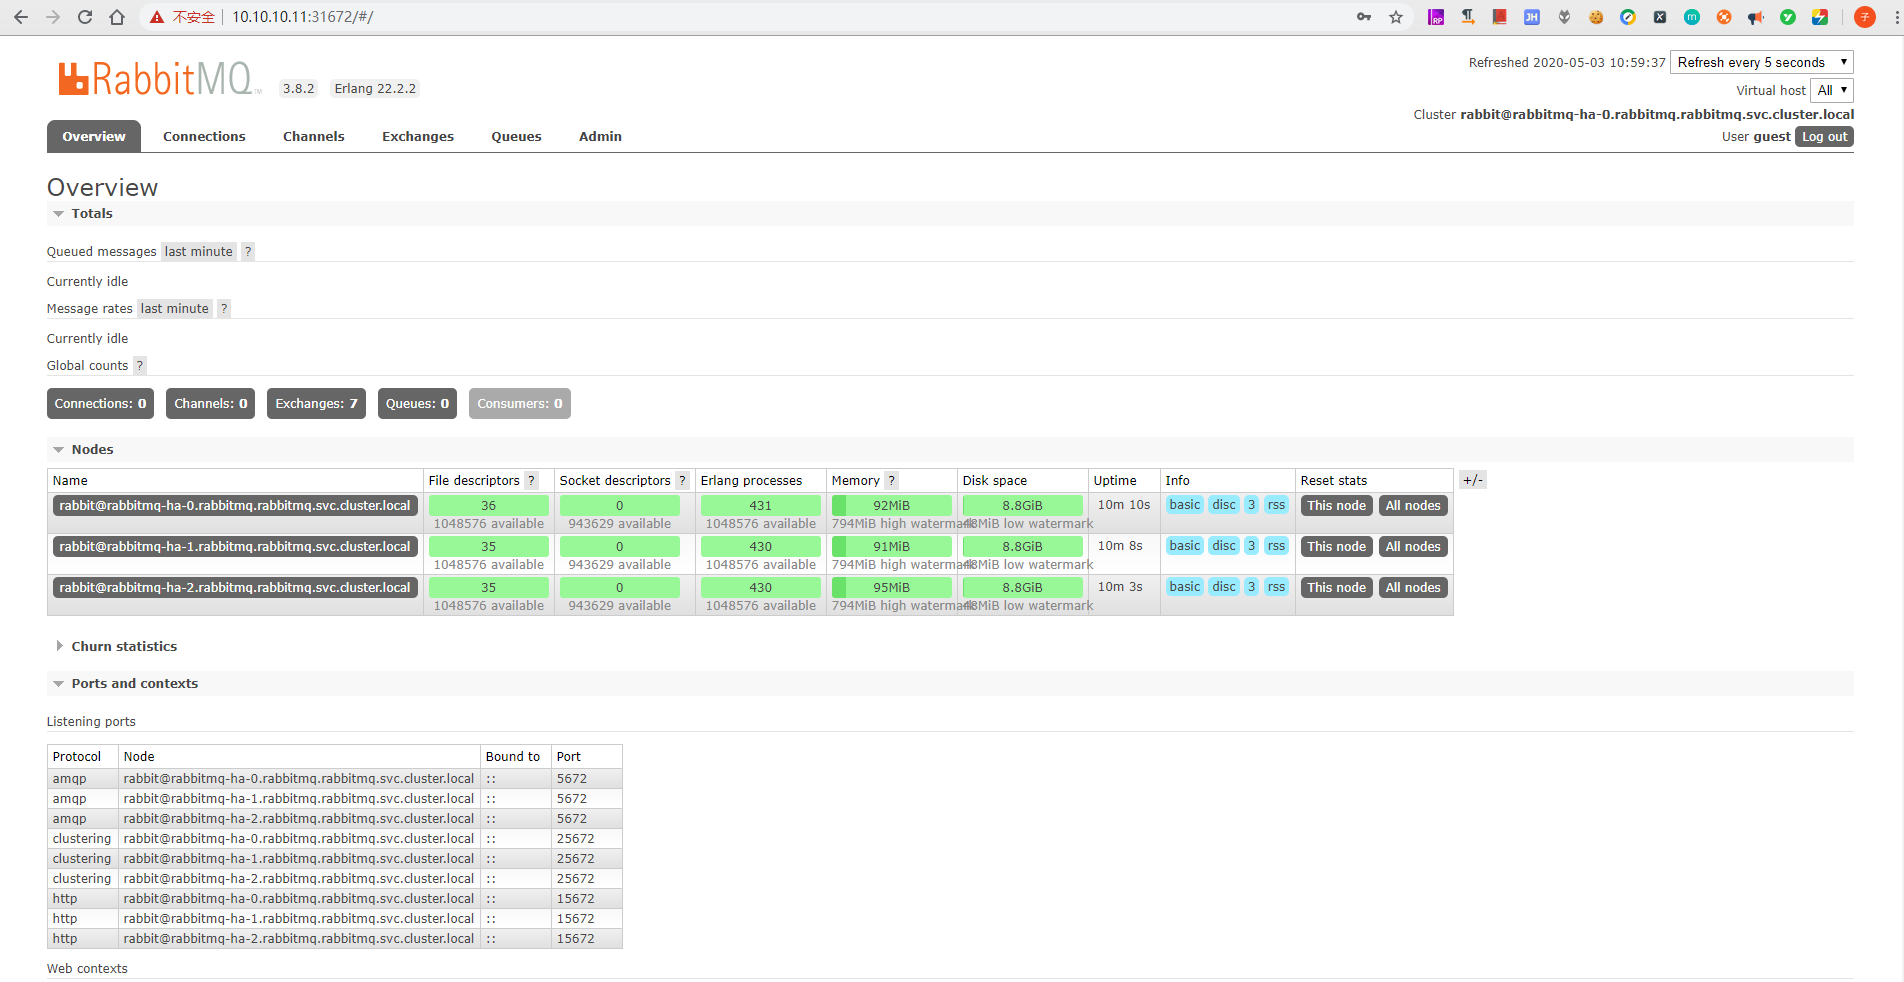 不安全 10.10.10.11:31672/#/
RabbitMQ TM 3.8.2 Erlang 22.2.2
Refreshed 2020-05-03 10:59:37 Refresh every 5 seconds
Virtual host All
Cluster rabbit@rabbitmq-ha-0.rabbitmq.rabbitmq.svc.cluster.local
User guest Log out
Overview Connections Channels Exchanges Queues Admin
Overview
Totals
Queued messages last minute ?
Currently idle
Message rates last minute ?
Currently idle
Global counts ?
Connections: 0 Channels: 0 Exchanges: 7 Queues: 0 Consumers: 0
Nodes
Name File descriptors ? Socket descriptors ? Erlang processes Memory ? Disk space Uptime Info Reset stats +/-
rabbit@rabbitmq-ha-0.rabbitmq.rabbitmq.svc.cluster.local 36 0 431 92MiB 8.8GiB 10m 10s basic disc 3 rss This node All nodes
1048576 available 943629 available 1048576 available 794MiB high watermark 48MiB low watermark
rabbit@rabbitmq-ha-1.rabbitmq.rabbitmq.svc.cluster.local 35 0 430 91MiB 8.8GiB 10m 8s basic disc 3 rss This node All nodes
1048576 available 943629 available 1048576 available 794MiB high watermark 48MiB low watermark
rabbit@rabbitmq-ha-2.rabbitmq.rabbitmq.svc.cluster.local 35 0 430 95MiB 8.8GiB 10m 3s basic disc 3 rss This node All nodes
1048576 available 943629 available 1048576 available 794MiB high watermark 48MiB low watermark
Churn statistics
Ports and contexts
Listening ports
Protocol Node Bound to Port
amqp rabbit@rabbitmq-ha-0.rabbitmq.rabbitmq.svc.cluster.local :: 5672
amqp rabbit@rabbitmq-ha-1.rabbitmq.rabbitmq.svc.cluster.local :: 5672
amqp rabbit@rabbitmq-ha-2.rabbitmq.rabbitmq.svc.cluster.local :: 5672
clustering rabbit@rabbitmq-ha-0.rabbitmq.rabbitmq.svc.cluster.local :: 25672
clustering rabbit@rabbitmq-ha-1.rabbitmq.rabbitmq.svc.cluster.local :: 25672
clustering rabbit@rabbitmq-ha-2.rabbitmq.rabbitmq.svc.cluster.local :: 25672
http rabbit@rabbitmq-ha-0.rabbitmq.rabbitmq.svc.cluster.local :: 15672
http rabbit@rabbitmq-ha-1.rabbitmq.rabbitmq.svc.cluster.local :: 15672
http rabbit@rabbitmq-ha-2.rabbitmq.rabbitmq.svc.cluster.local :: 15672
Web contexts